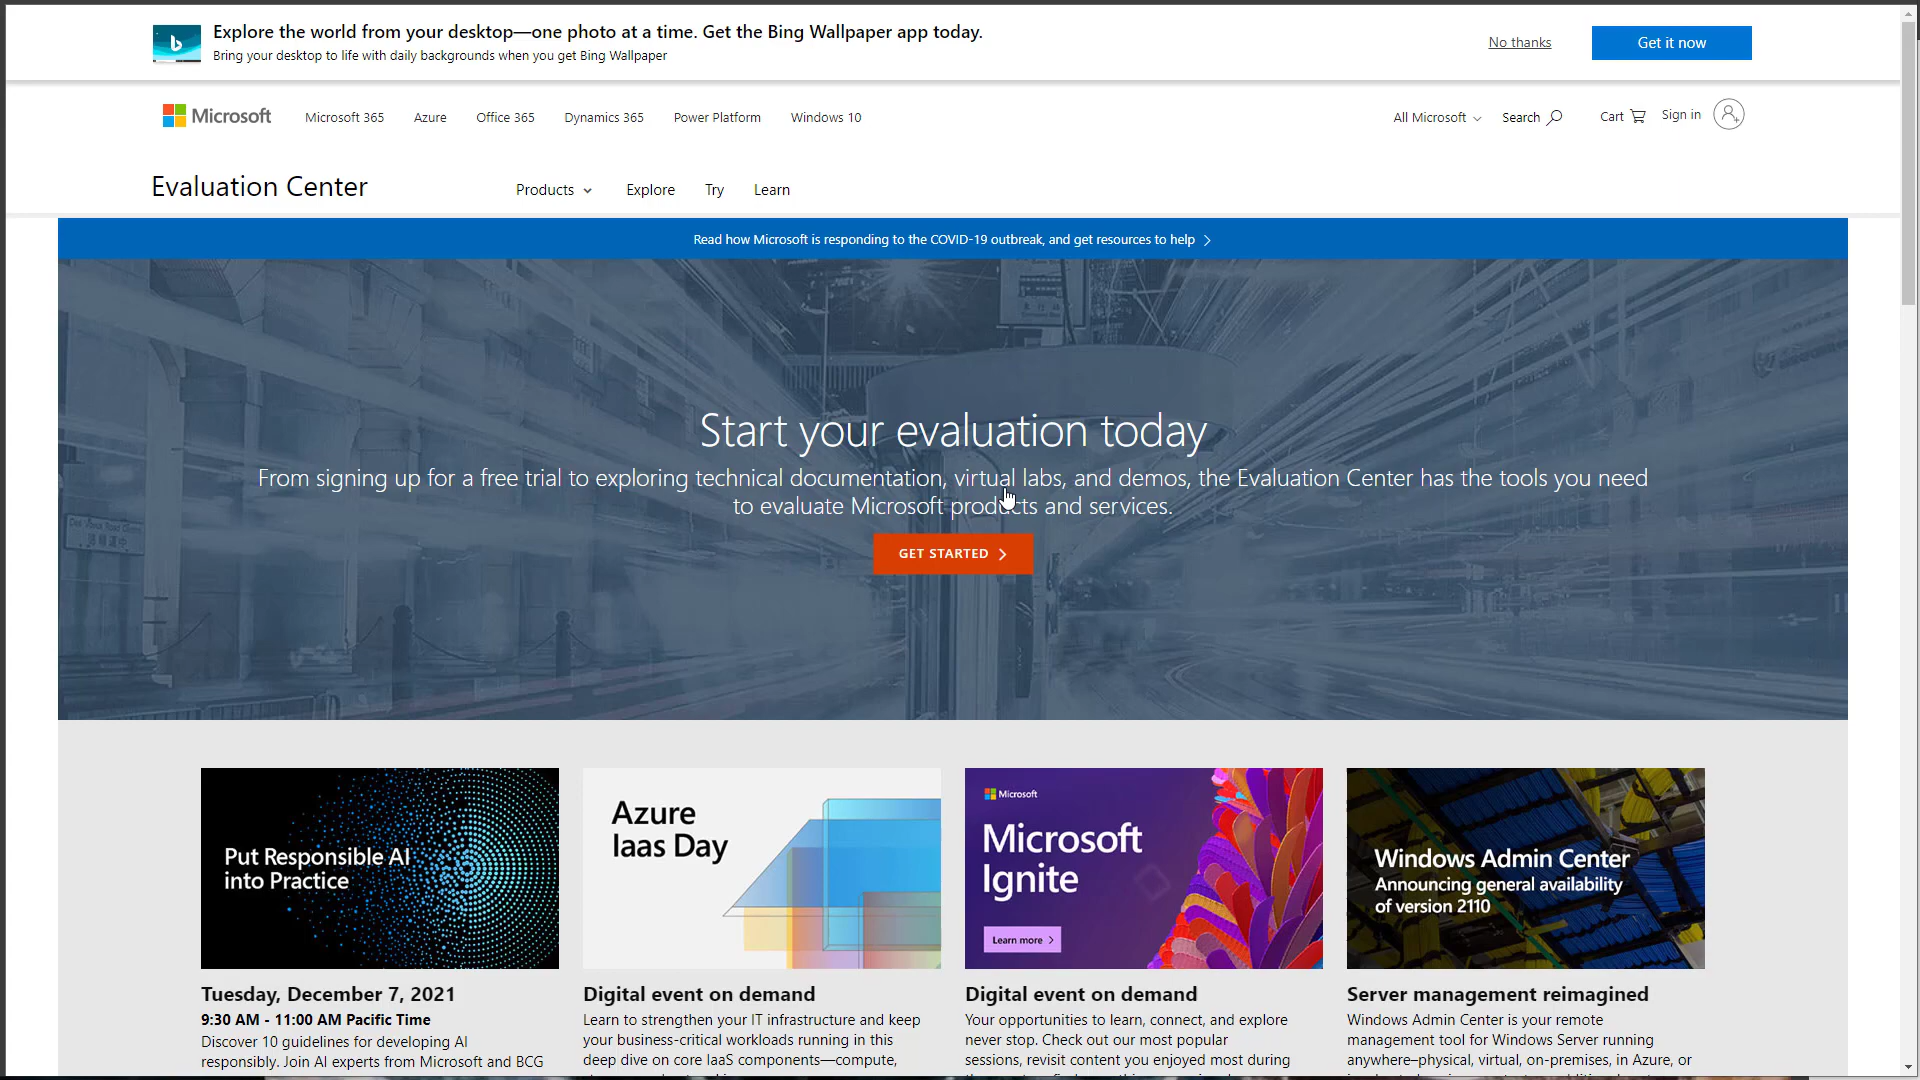 Explore the world from your desktop—one photo at a time. Get the Bing Wallpaper app today.
Bring your desktop to life with daily backgrounds when you get Bing Wallpaper
No thanks
Get it now
Microsoft
Microsoft 365
Azure
Office 365
Dynamics 365
Power Platform
Windows 10
All Microsoft
Search
Cart
Sign in
Evaluation Center
Products
Explore
Try
Learn
Read how Microsoft is responding to the COVID-19 outbreak, and get resources to help
Start your evaluation today
From signing up for a free trial to exploring technical documentation, virtual labs, and demos, the Evaluation Center has the tools you need
to evaluate Microsoft products and services.
GET STARTED
Put Responsible AI
into Practice
Tuesday, December 7, 2021
9:30 AM - 11:00 AM Pacific Time
Discover 10 guidelines for developing AI
responsibly. Join AI experts from Microsoft and BCG
Azure
Iaas Day
Digital event on demand
Learn to strengthen your IT infrastructure and keep
your business-critical workloads running in this
deep dive on core IaaS components—compute,
Microsoft
Microsoft
Ignite
Learn more
Digital event on demand
Your opportunities to learn, connect, and explore
never stop. Check out our most popular
sessions, revisit content you enjoyed most during
Windows Admin Center
Announcing general availability
of version 2110
Server management reimagined
Windows Admin Center is your remote
management tool for Windows Server running
anywhere–physical, virtual, on-premises, in Azure, or